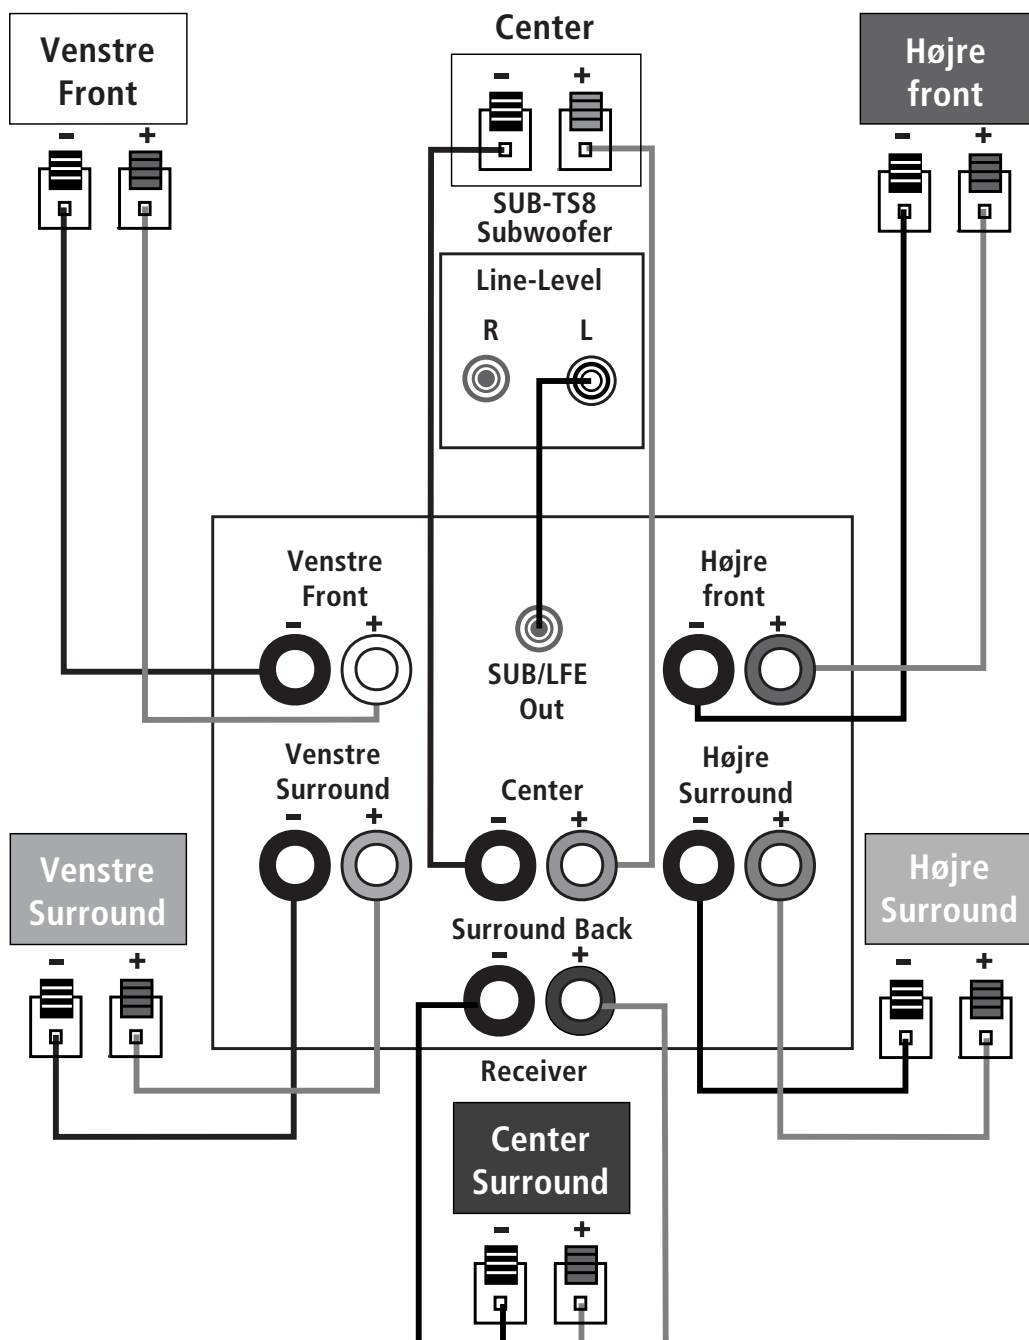 Venstre
Front
- +
Center
- +
Højre
front
- +
SUB-TS8
Subwoofer
Line-Level
R L
Venstre
Front
- +
Højre
front
- +
SUB/LFE
Out
Venstre
Surround
- +
Center
- +
Højre
Surround
- +
Venstre
Surround
- +
Højre
Surround
- +
Surround Back
- +
Receiver
Center
Surround
- +